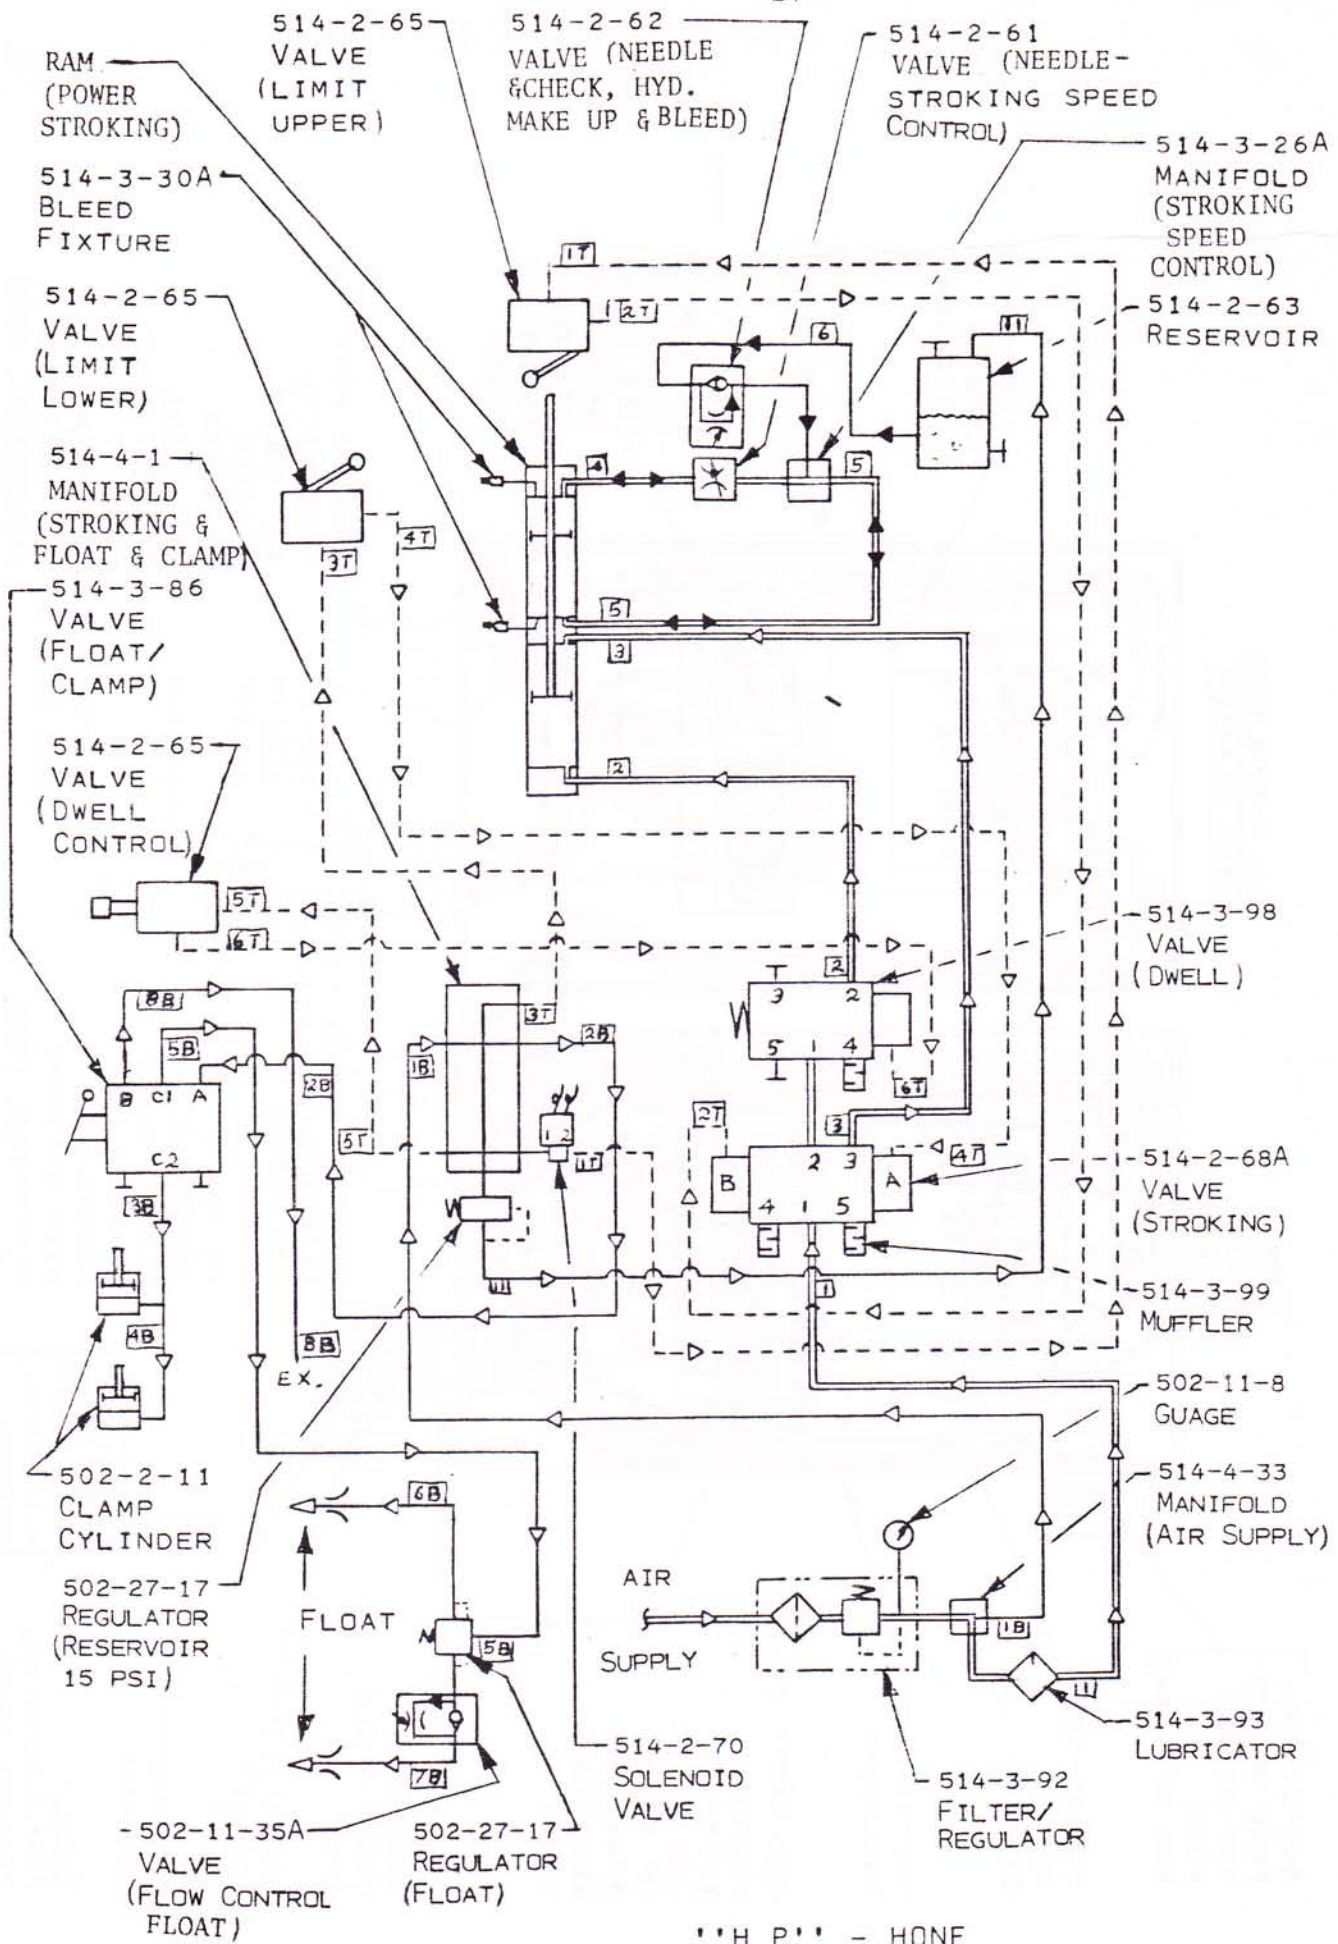 514-2-65
VALVE
(LIMIT
UPPER)
514-2-62
VALVE (NEEDLE
&CHECK, HYD.
MAKE UP & BLEED)
514-2-61
VALVE (NEEDLE-
STROKING SPEED
CONTROL)
RAM
(POWER
STROKING)
514-3-26A
MANIFOLD
(STROKING
SPEED
CONTROL)
514-3-30A
BLEED
FIXTURE
514-2-65
VALVE
(LIMIT
LOWER)
514-2-63
RESERVOIR
1T
2T
6
11
514-4-1
MANIFOLD
(STROKING &
FLOAT & CLAMP)
4
5
3T
4T
514-3-86
VALVE
(FLOAT/
CLAMP)
5
3
2
514-2-65
VALVE
(DWELL
CONTROL)
5T
6T
514-3-98
VALVE
(DWELL)
2
3 2
5 1 4
6T
8B
5B
2B
B C1 A
C2
3B
4B
8B
EX.
1B
3T
2B
5T
1 2
1T
11
2T
3
4T
B
2 3
A
4 1 5
1
514-2-68A
VALVE
(STROKING)
514-3-99
MUFFLER
502-11-8
GUAGE
514-4-33
MANIFOLD
(AIR SUPPLY)
502-2-11
CLAMP
CYLINDER
6B
502-27-17
REGULATOR
(RESERVOIR
15 PSI)
FLOAT
5B
7B
AIR
SUPPLY
1B
1
514-3-93
LUBRICATOR
514-2-70
SOLENOID
VALVE
514-3-92
FILTER/
REGULATOR
-502-11-35A
VALVE
(FLOW CONTROL
FLOAT)
502-27-17
REGULATOR
(FLOAT)
''H P'' - HONE